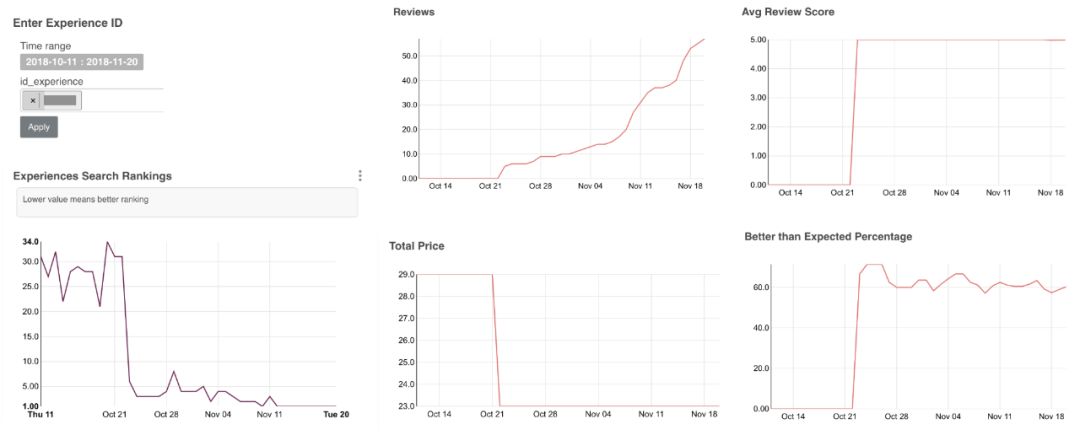 Enter Experience ID
Time range
2018-10-11 : 2018-11-20
id_experience
×
Apply
Experiences Search Rankings
Lower value means better ranking
34.0
30.0
25.0
20.0
15.0
10.0
5.00
1.00
Thu 11
Oct 21
Oct 28
Nov 04
Nov 11
Tue 20
Reviews
50.0
40.0
30.0
20.0
10.0
0.00
Oct 14
Oct 21
Oct 28
Nov 04
Nov 11
Nov 18
Total Price
29.0
28.0
27.0
26.0
25.0
24.0
23.0
Oct 14
Oct 21
Oct 28
Nov 04
Nov 11
Nov 18
Avg Review Score
5.00
4.00
3.00
2.00
1.00
0.00
Oct 14
Oct 21
Oct 28
Nov 04
Nov 11
Nov 18
Better than Expected Percentage
60.0
40.0
20.0
0.00
Oct 14
Oct 21
Oct 28
Nov 04
Nov 11
Nov 18